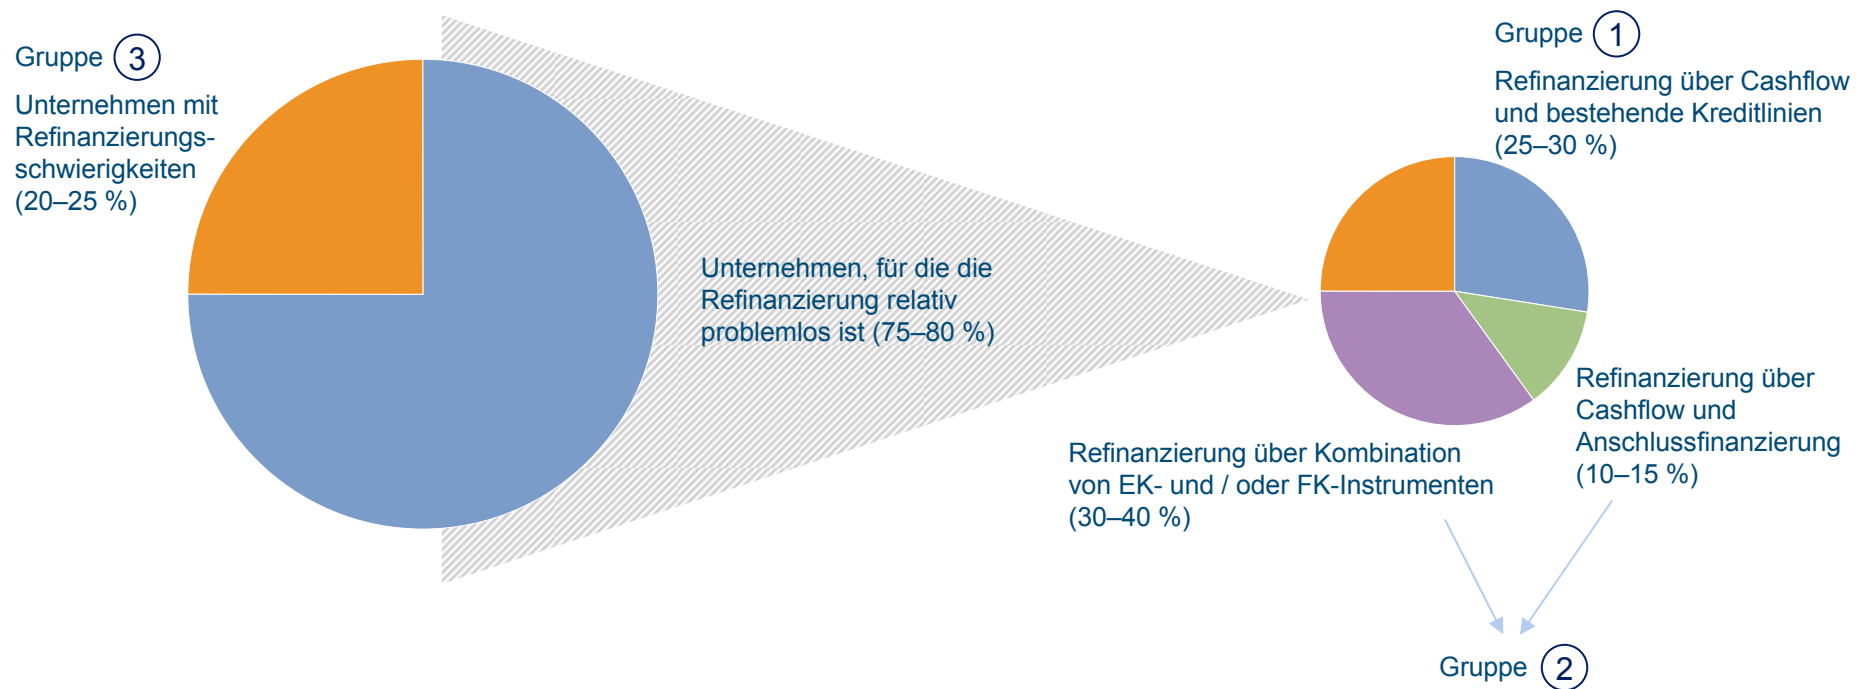 Gruppe 3
Unternehmen mit
Refinanzierungs-
schwierigkeiten
(20–25 %)
Unternehmen, für die die
Refinanzierung relativ
problemlos ist (75–80 %)
Gruppe 1
Refinanzierung über Cashflow
und bestehende Kreditlinien
(25–30 %)
Refinanzierung über
Cashflow und
Anschlussfinanzierung
(10–15 %)
Refinanzierung über Kombination
von EK- und / oder FK-Instrumenten
(30–40 %)
Gruppe 2